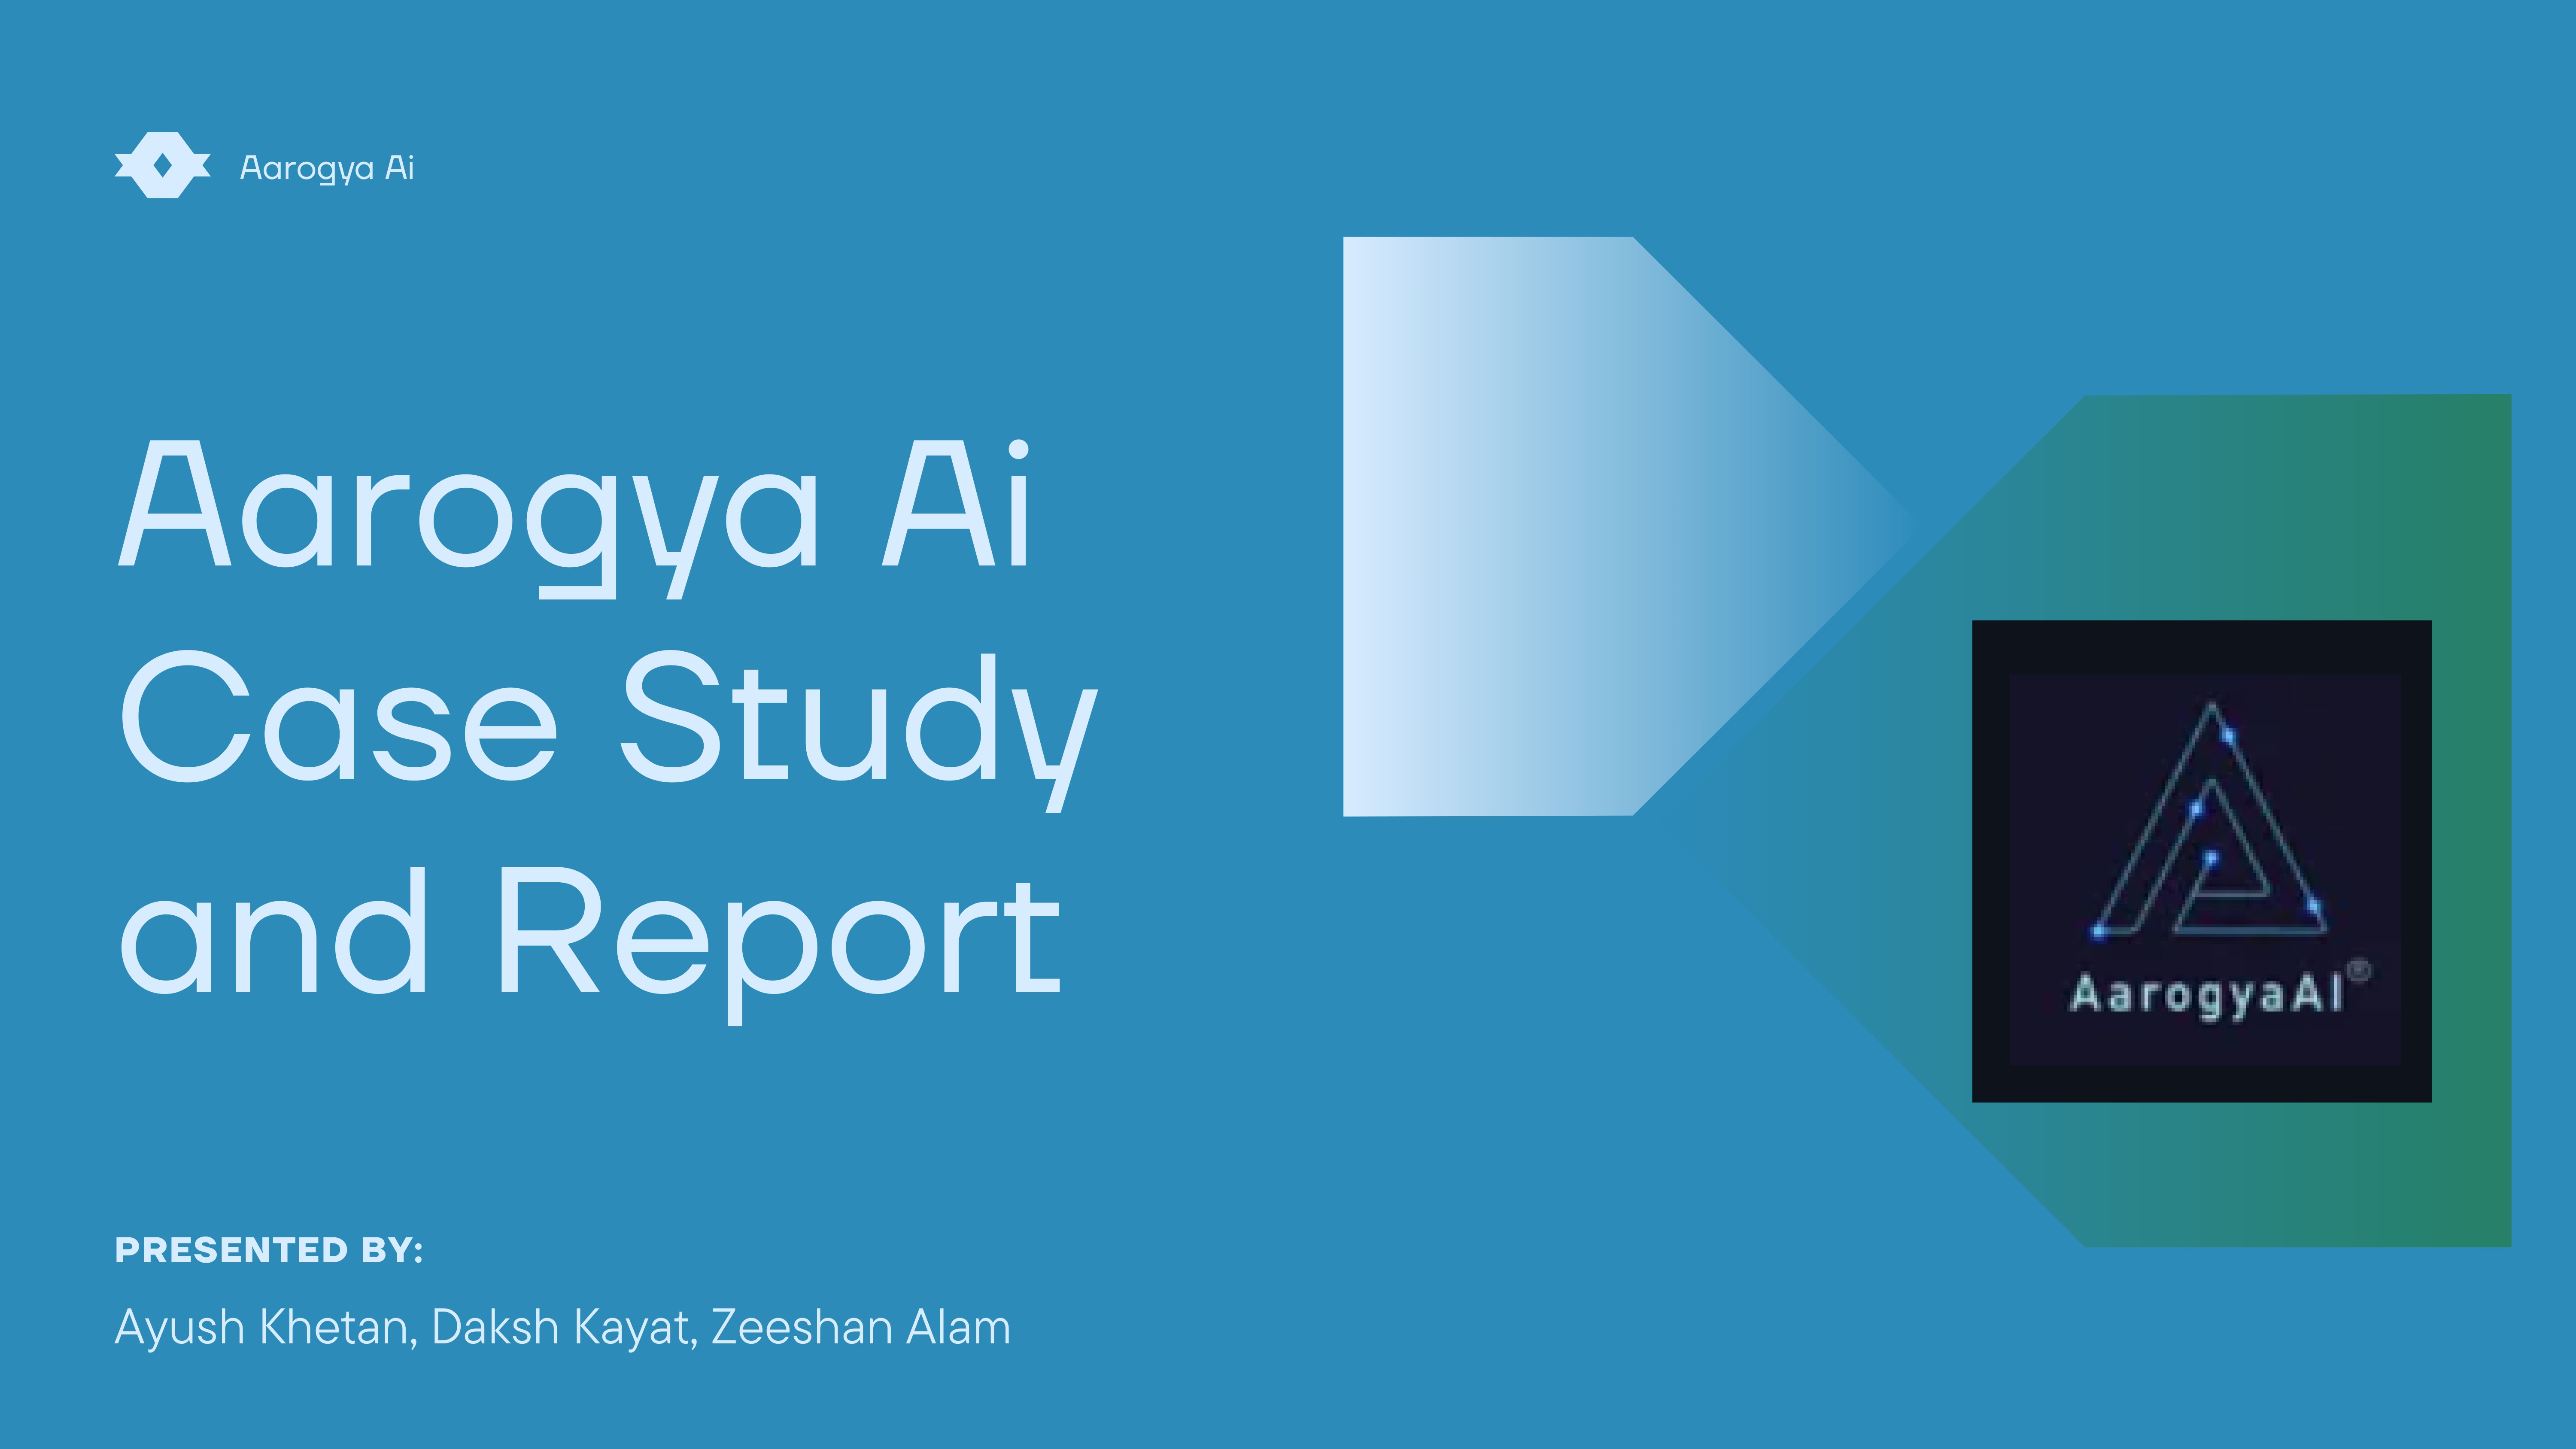 Aarogya Ai
Aarogya Ai
Case Study
and Report
AarogyaAI®
PRESENTED BY:
Ayush Khetan, Daksh Kayat, Zeeshan Alam